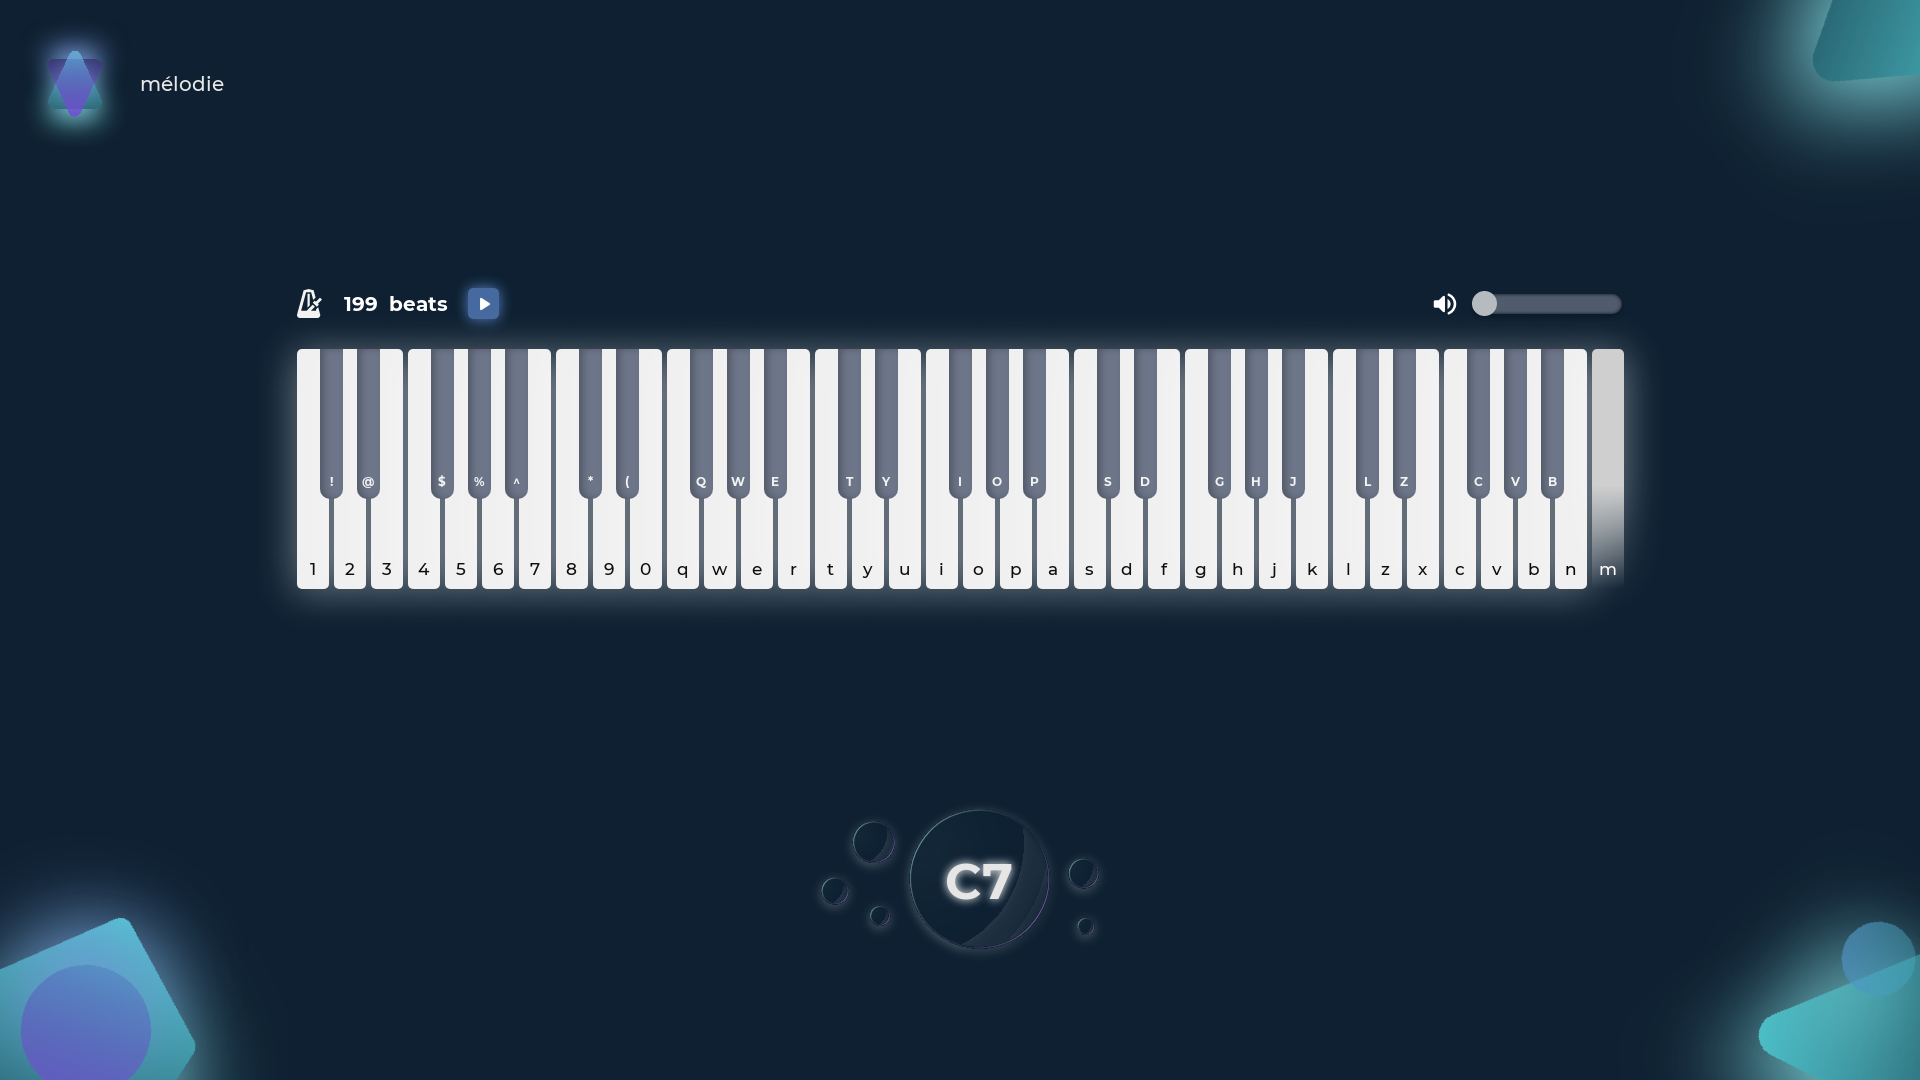 mélodie
199 beats
! @ $ % ^ * ( Q W E T Y I O P S D G H J L Z C V B
1 2 3 4 5 6 7 8 9 0 q w e r t y u i o p a s d f g h j k l z x c v b n m
C7